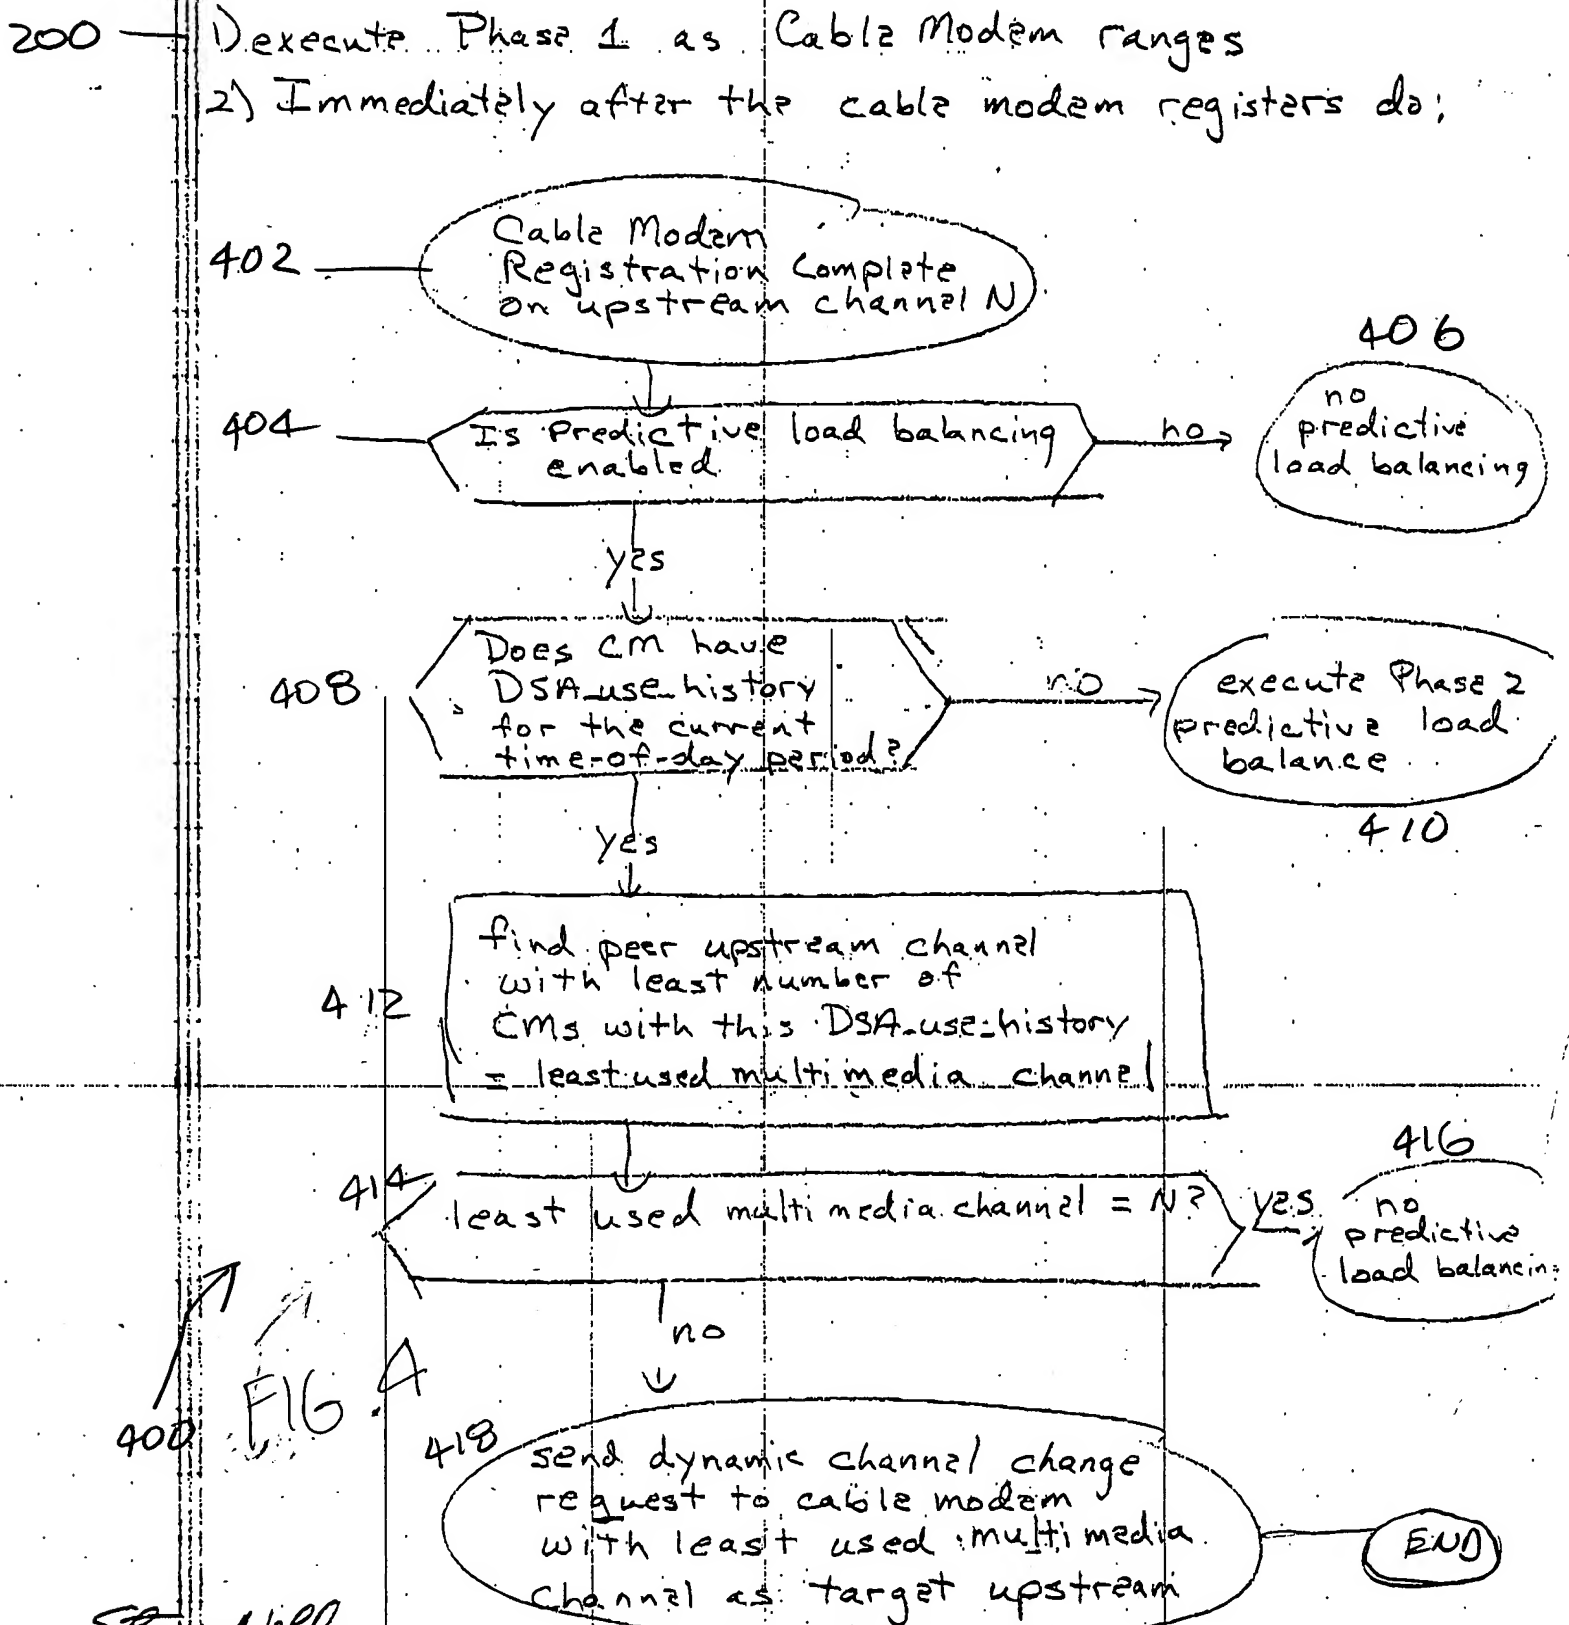 200
1) execute Phase 1 as Cable Modem ranges
2) Immediately after the cable modem registers do:
402
Cable Modem
Registration Complete
on upstream channel N
404
Is Predictive load balancing
enabled
no
406
no
predictive
load balancing
yes
408
Does CM have
DSA_use_history
for the current
time-of-day period?
no
execute Phase 2
predictive load
balance
410
yes
412
find peer upstream channel
with least number of
CMs with this DSA_use_history
= least used multimedia channel
414
least used multimedia channel = N?
yes
416
no
predictive
load balancin
no
400
FIG. 4
418
send dynamic channel change
request to cable modem
with least used multimedia
channel as target upstream
END